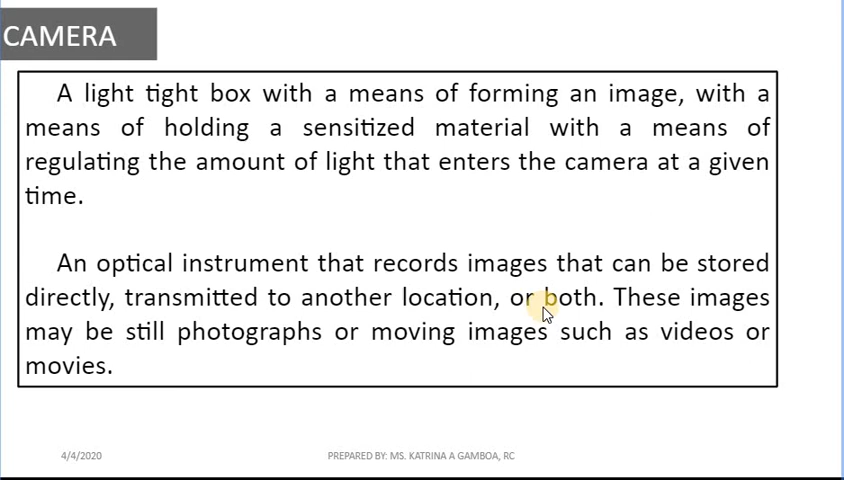 CAMERA
A light tight box with a means of forming an image, with a
means of holding a sensitized material with a means of
regulating the amount of light that enters the camera at a given
time.
An optical instrument that records images that can be stored
directly, transmitted to another location, or both. These images
may be still photographs or moving images such as videos or
movies.
4/4/2020
PREPARED BY: MS. KATRINA A GAMBOA, RC